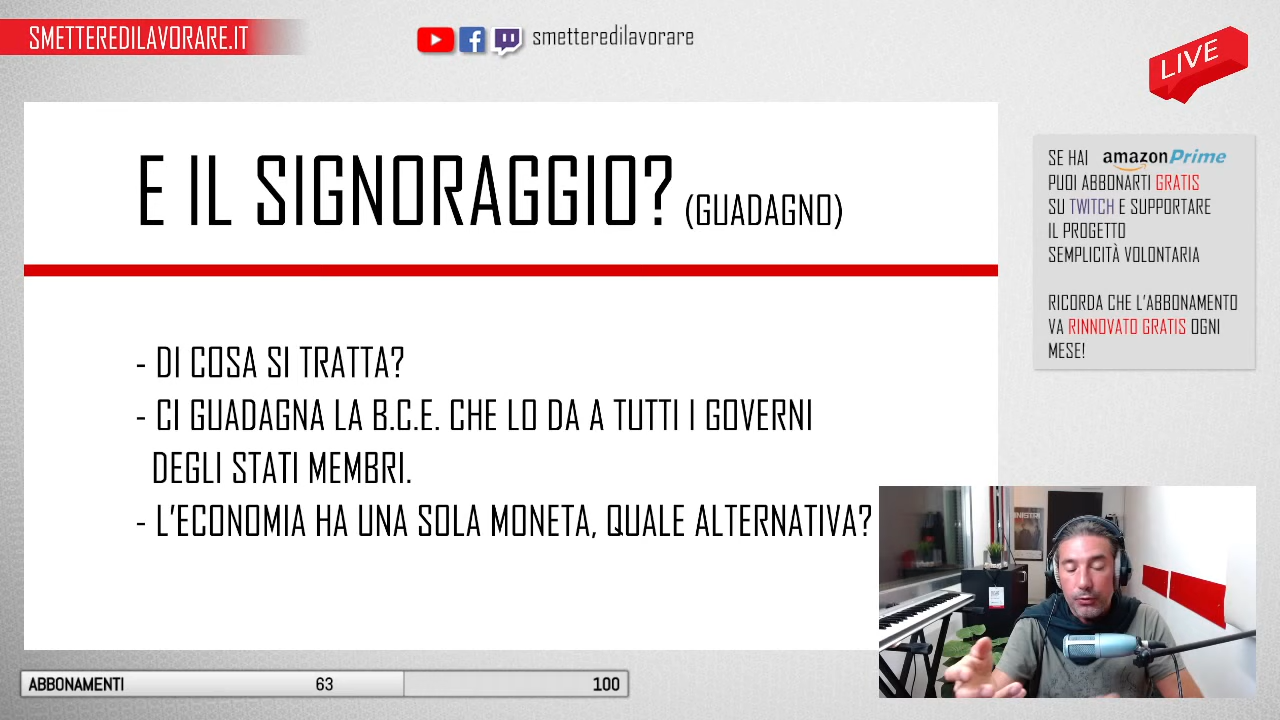 SMETTEREDILAVORARE.IT
smetteredilavorare
LIVE
E IL SIGNORAGGIO? (GUADAGNO)
- DI COSA SI TRATTA?
- CI GUADAGNA LA B.C.E. CHE LO DA A TUTTI I GOVERNI
DEGLI STATI MEMBRI.
- L'ECONOMIA HA UNA SOLA MONETA, QUALE ALTERNATIVA?
SE HAI amazonPrime
PUOI ABBONARTI GRATIS
SU TWITCH E SUPPORTARE
IL PROGETTO
SEMPLICITÀ VOLONTARIA
RICORDA CHE L'ABBONAMENTO
VA RINNOVATO GRATIS OGNI
MESE!
INISTRI
ABBONAMENTI 63 100